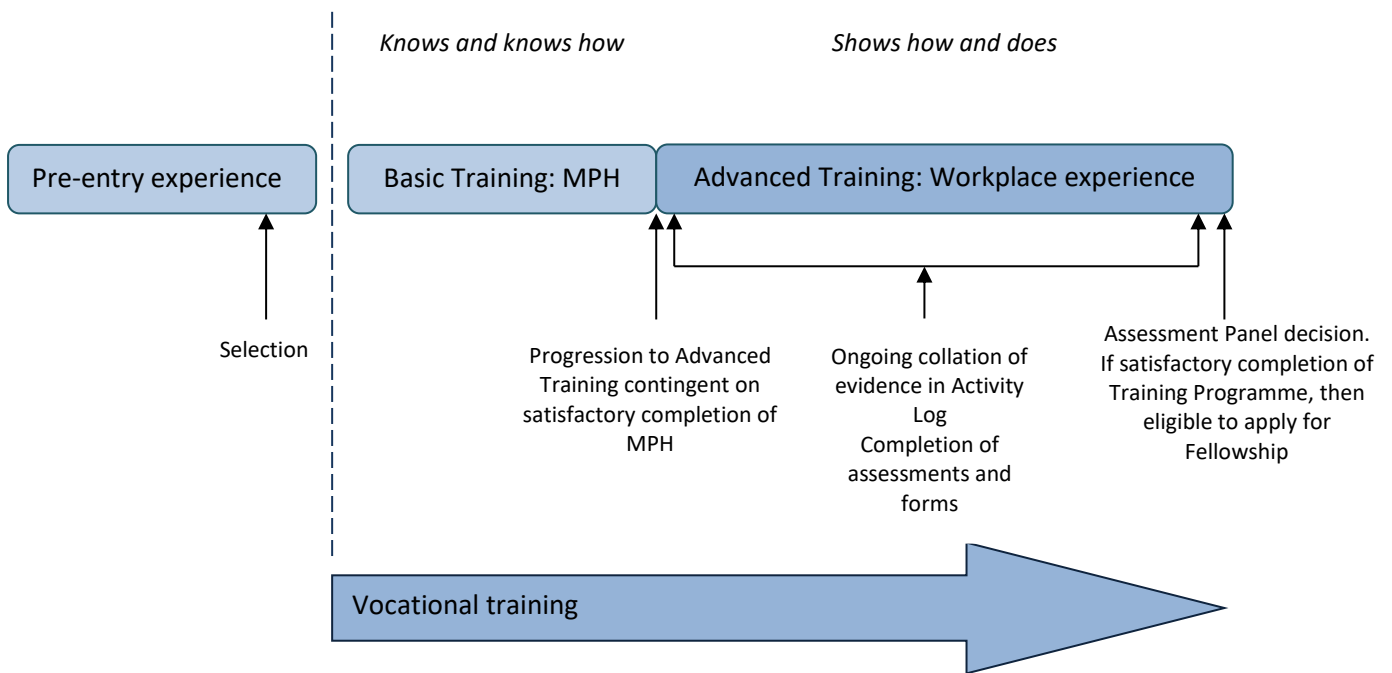 Knows and knows how
Shows how and does
Pre-entry experience
Basic Training: MPH
Advanced Training: Workplace experience
Selection
Progression to Advanced
Training contingent on
satisfactory completion of
MPH
Ongoing collation of
evidence in Activity
Log
Completion of
assessments and
forms
Assessment Panel decision.
If satisfactory completion of
Training Programme, then
eligible to apply for
Fellowship
Vocational training